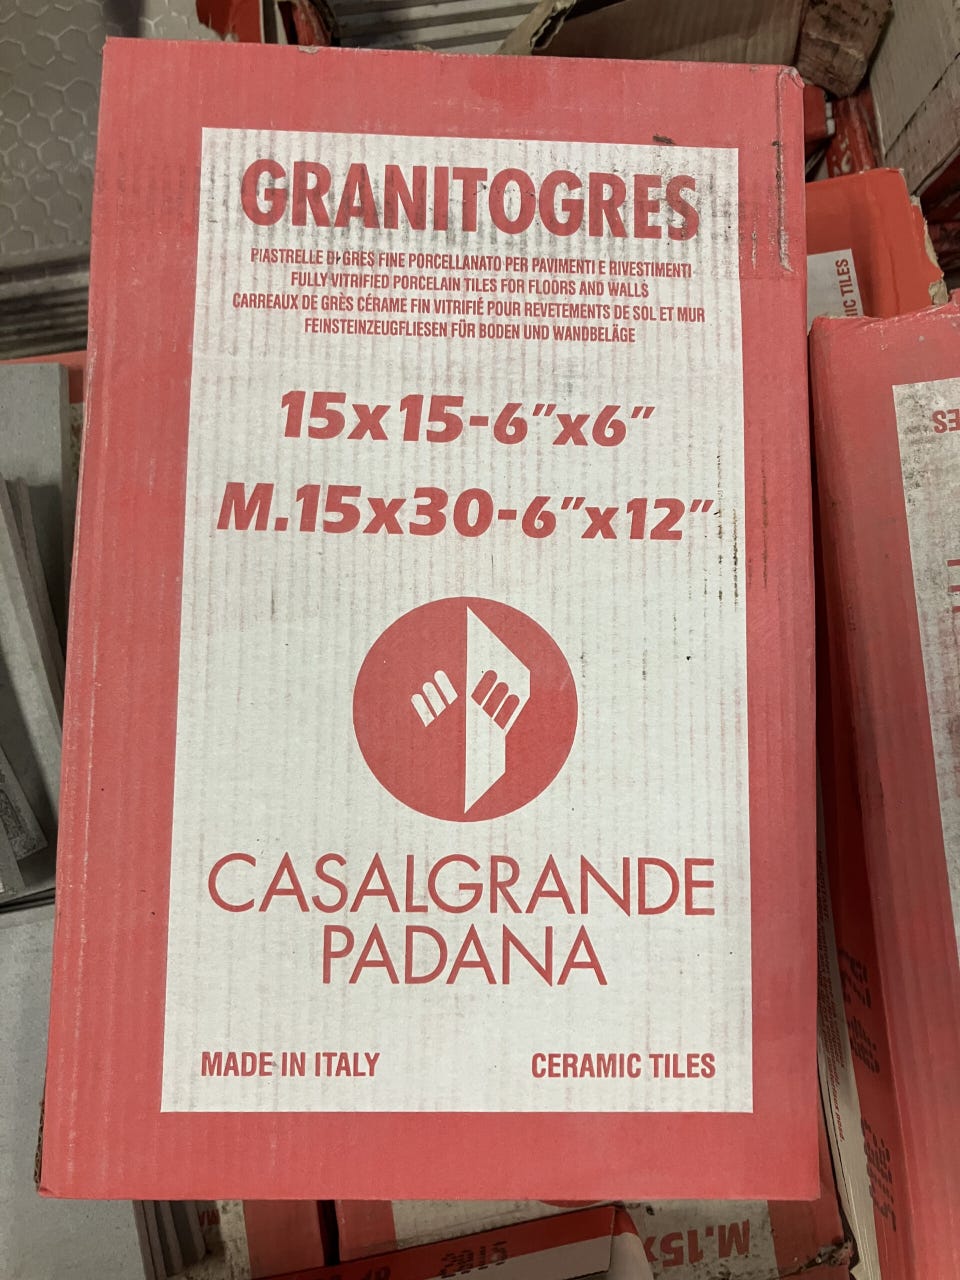 GRANITOGRES
PIASTRELLE DI GRES FINE PORCELLANATO PER PAVIMENTI E RIVESTIMENTI
FULLY VITRIFIED PORCELAIN TILES FOR FLOORS AND WALLS
CARREAUX DE GRÈS CÉRAME FIN VITRIFIÉ POUR REVETEMENTS DE SOL ET MUR
FEINSTEINZEUGFLIESEN FÜR BODEN UND WANDBELÄGE
15x15-6”x6”
M.15x30-6”x12”
CASALGRANDE
PADANA
MADE IN ITALY
CERAMIC TILES
TILES
M.15x